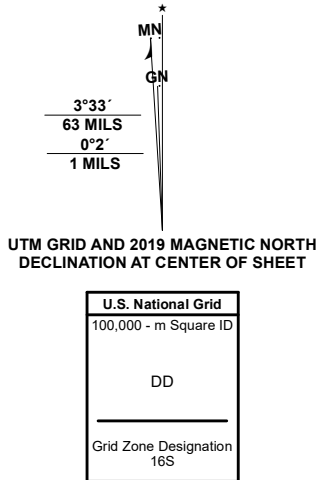 MN
GN
3°33´
63 MILS
0°2´
1 MILS
UTM GRID AND 2019 MAGNETIC NORTH
DECLINATION AT CENTER OF SHEET
U.S. National Grid
100,000 - m Square ID
DD
Grid Zone Designation
16S